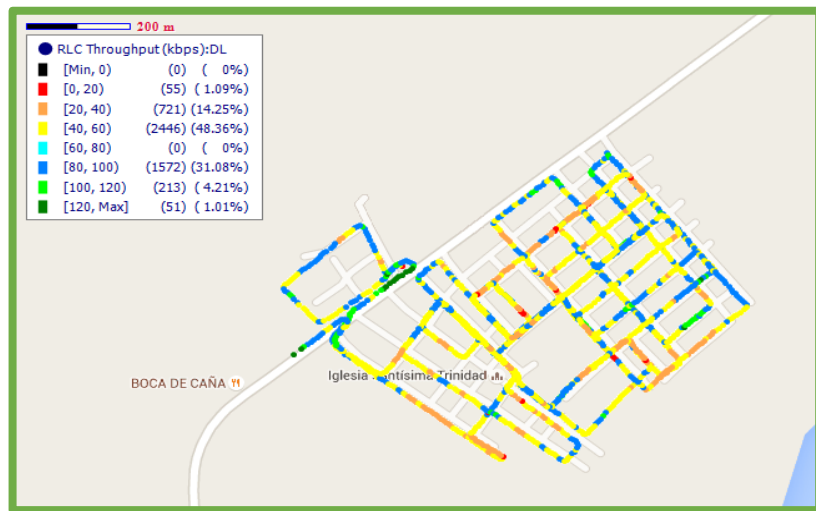 200 m
RLC Throughput (kbps):DL
[Min, 0) (0) ( 0%)
[0, 20) (55) ( 1.09%)
[20, 40) (721) (14.25%)
[40, 60) (2446) (48.36%)
[60, 80) (0) ( 0%)
[80, 100) (1572) (31.08%)
[100, 120) (213) ( 4.21%)
[120, Max] (51) ( 1.01%)
Iglesia ntísima Trinidad
BOCA DE CAÑA